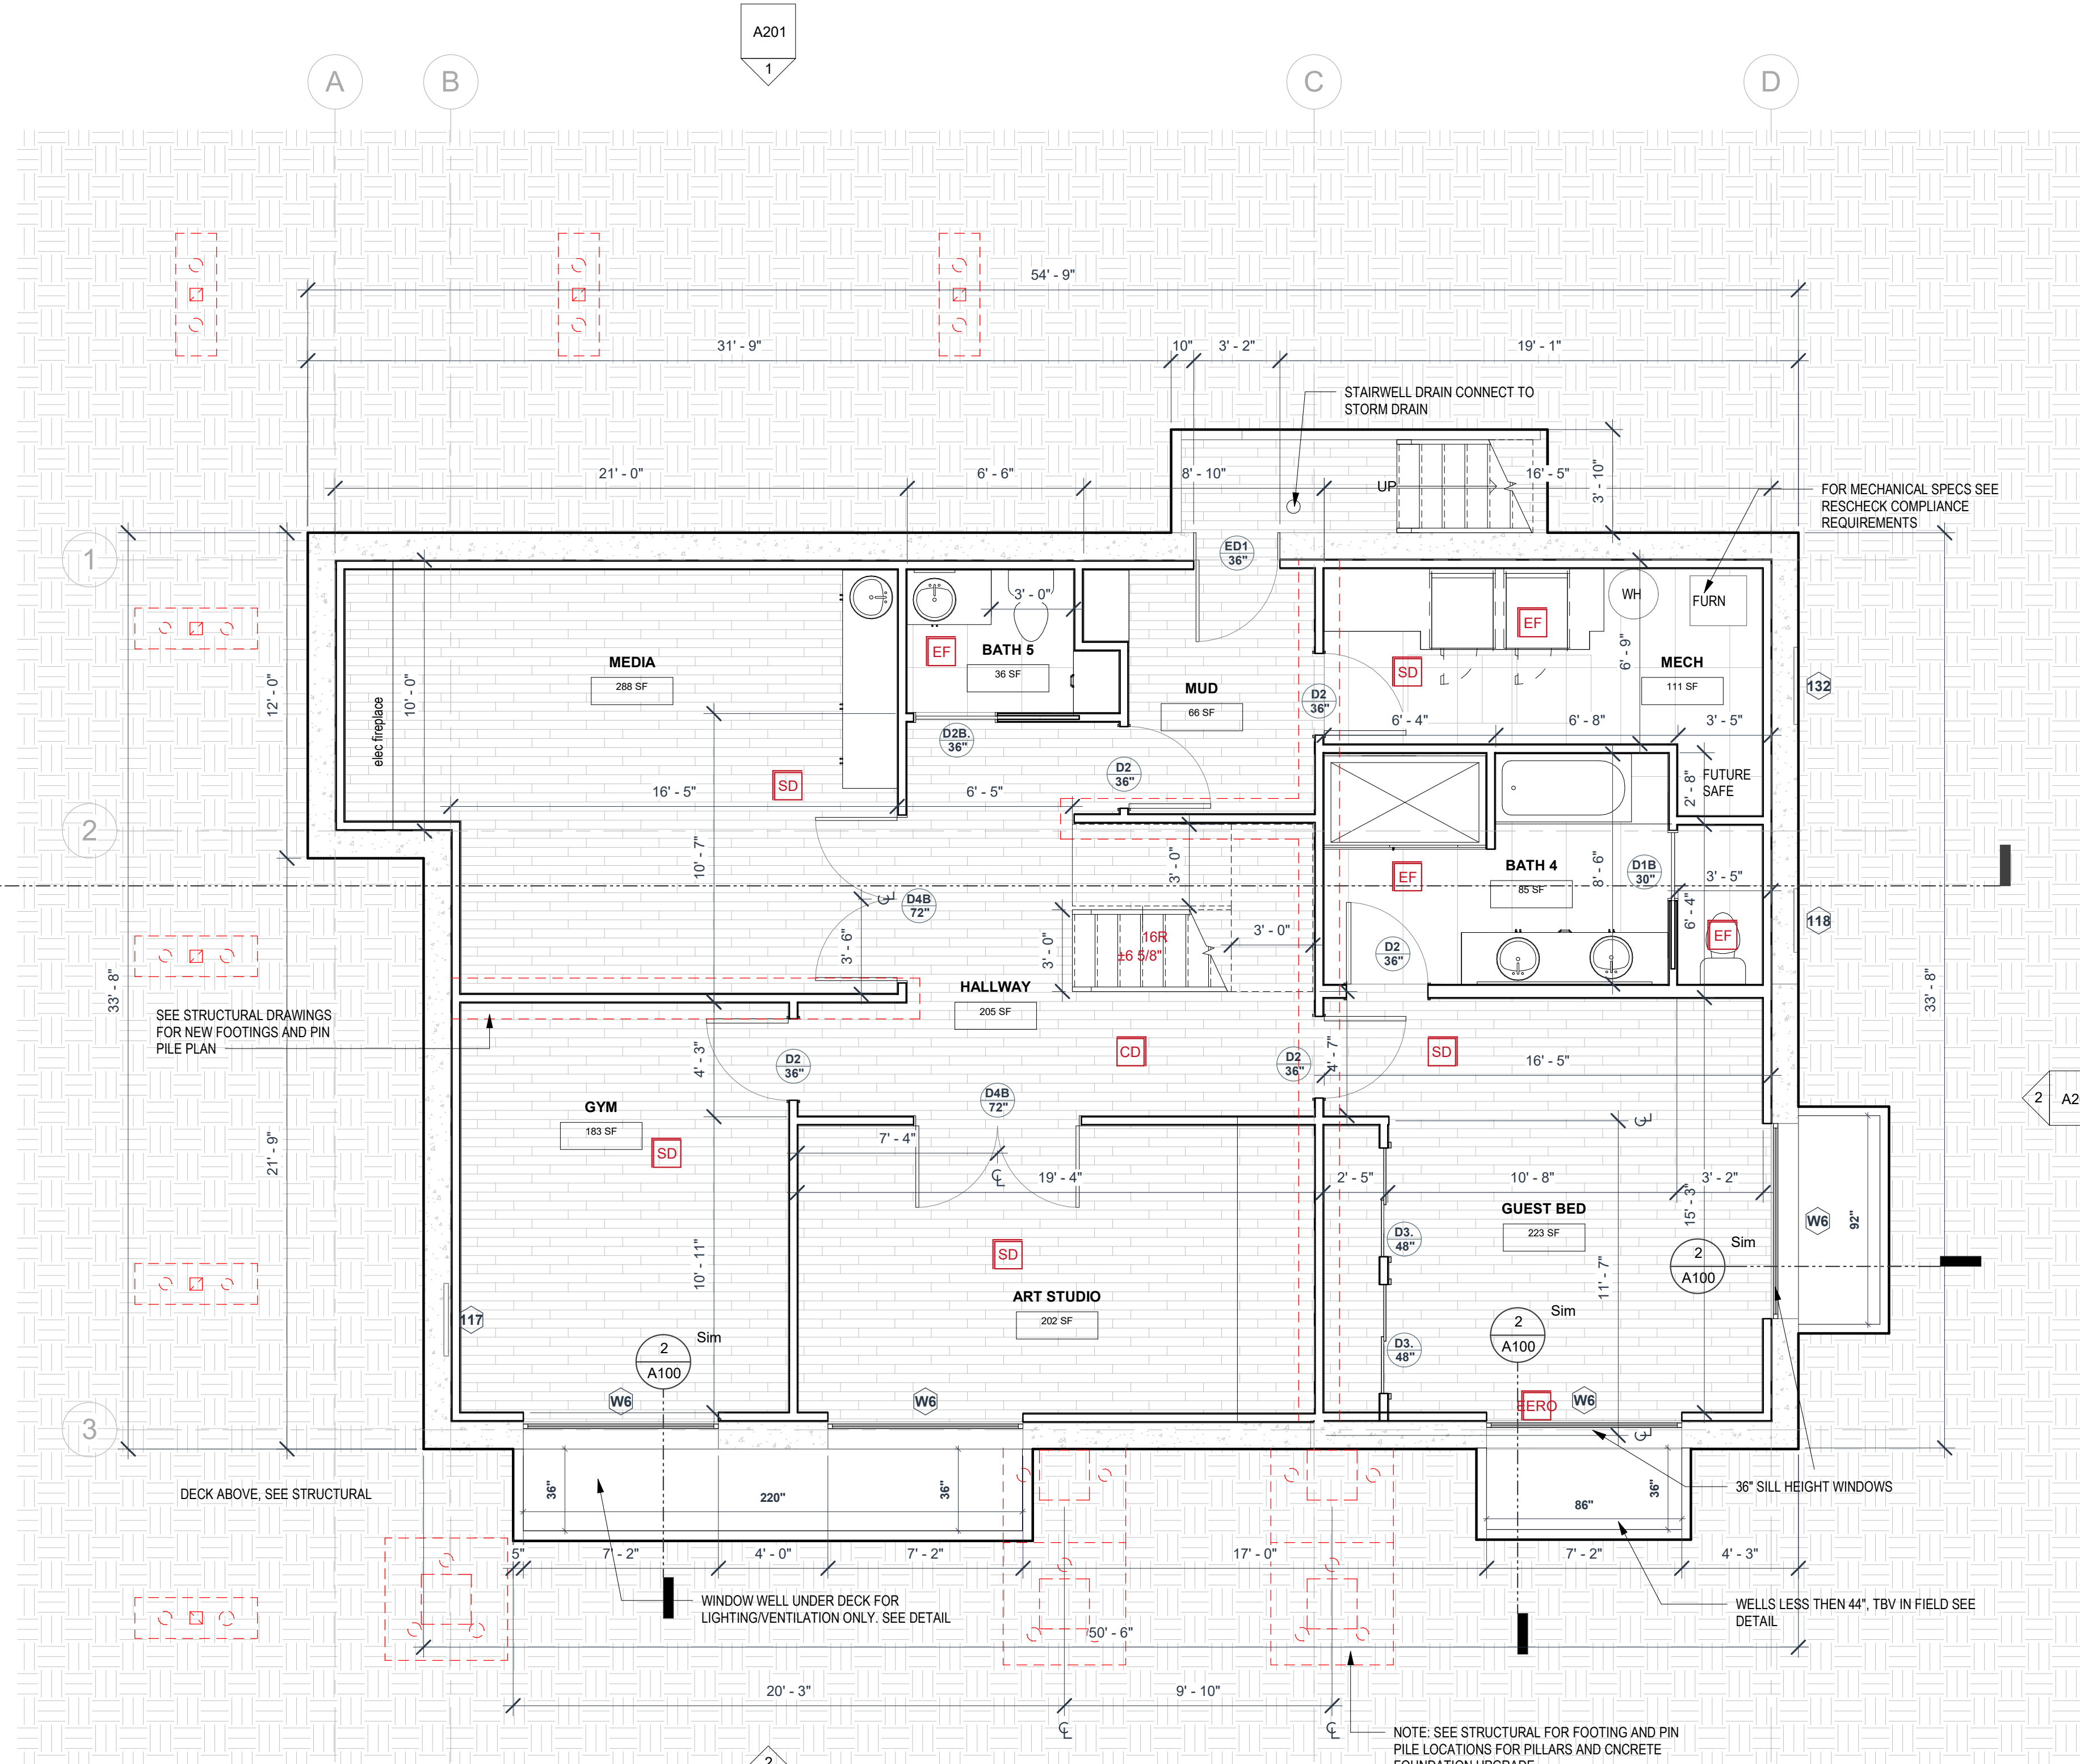 A201
1
A
B
C
D
54' - 9"
31' - 9"
10"
3' - 2"
19' - 1"
STAIRWELL DRAIN CONNECT TO
STORM DRAIN
21' - 0"
6' - 6"
8' - 10"
16' - 5"
3' - 10"
UP
FOR MECHANICAL SPECS SEE
RESCHECK COMPLIANCE
REQUIREMENTS
1
ED1
36"
WH
FURN
3' - 0"
EF
EF
BATH 5
36 SF
MEDIA
288 SF
MUD
66 SF
SD
6' - 9"
MECH
111 SF
132
12' - 0"
10' - 0"
elec fireplace
D2
36"
6' - 4"
6' - 8"
3' - 5"
D2B.
36"
D2
36"
SD
16' - 5"
6' - 5"
FUTURE
SAFE
2' - 8"
2
10' - 7"
3' - 0"
EF
BATH 4
85 SF
8' - 6"
D1B
30"
3' - 5"
6' - 4"
EF
118
CL
D4B
72"
3' - 6"
3' - 0"
16R
±6 5/8"
3' - 0"
D2
36"
HALLWAY
205 SF
33' - 8"
33' - 8"
SEE STRUCTURAL DRAWINGS
FOR NEW FOOTINGS AND PIN
PILE PLAN
4' - 3"
D2
36"
CD
D2
36"
4' - 7"
SD
16' - 5"
GYM
183 SF
SD
D4B
72"
7' - 4"
CL
19' - 4"
CL
2' - 5"
10' - 8"
3' - 2"
2
A2
21' - 9"
GUEST BED
223 SF
15' - 3"
W6
92"
D3.
48"
Sim
2
A100
SD
10' - 11"
11' - 7"
ART STUDIO
202 SF
117
Sim
2
A100
Sim
2
A100
D3.
48"
W6
W6
EERO
W6
3
CL
36" SILL HEIGHT WINDOWS
DECK ABOVE, SEE STRUCTURAL
36"
220"
36"
86"
36"
5"
7' - 2"
4' - 0"
7' - 2"
17' - 0"
7' - 2"
4' - 3"
WINDOW WELL UNDER DECK FOR
LIGHTING/VENTILATION ONLY. SEE DETAIL
WELLS LESS THEN 44", TBV IN FIELD SEE
DETAIL
50' - 6"
20' - 3"
9' - 10"
CL
CL
NOTE: SEE STRUCTURAL FOR FOOTING AND PIN
PILE LOCATIONS FOR PILLARS AND CNCRETE
FOUNDATION UPGRADE
2